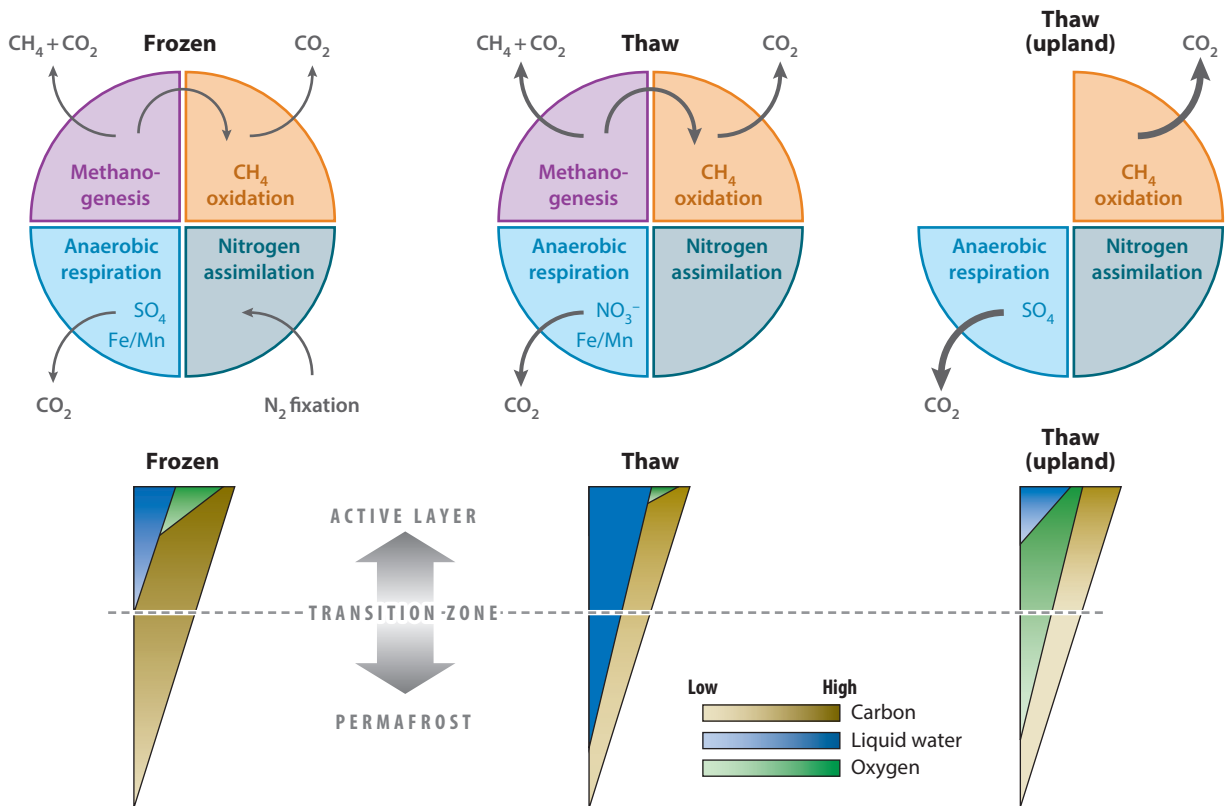 Frozen
CH₄ + CO₂
CO₂
Methano-
genesis
CH₄
oxidation
Anaerobic
respiration
SO₄
Fe/Mn
Nitrogen
assimilation
CO₂
N₂ fixation
Thaw
CH₄ + CO₂
CO₂
Methano-
genesis
CH₄
oxidation
Anaerobic
respiration
NO₃⁻
Fe/Mn
Nitrogen
assimilation
CO₂
Thaw
(upland)
CO₂
CH₄
oxidation
Anaerobic
respiration
SO₄
Nitrogen
assimilation
CO₂
Frozen
ACTIVE LAYER
TRANSITION ZONE
PERMAFROST
Thaw
Thaw
(upland)
Low High
Carbon
Liquid water
Oxygen